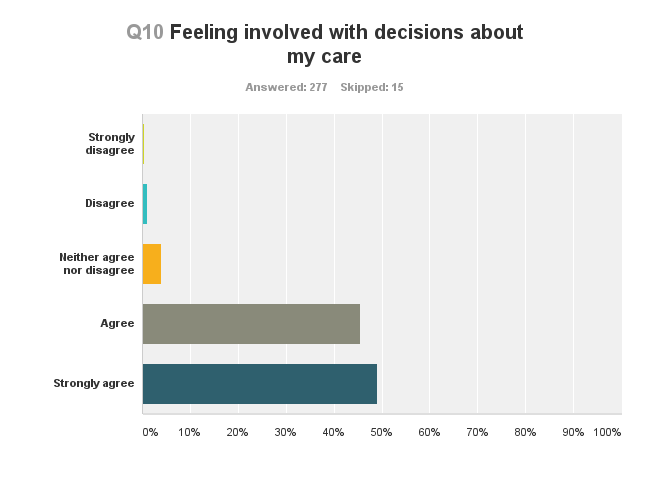 Q10 Feeling involved with decisions about
my care
Answered: 277 Skipped: 15
Strongly
disagree
Disagree
Neither agree
nor disagree
Agree
Strongly agree
0% 10% 20% 30% 40% 50% 60% 70% 80% 90% 100%